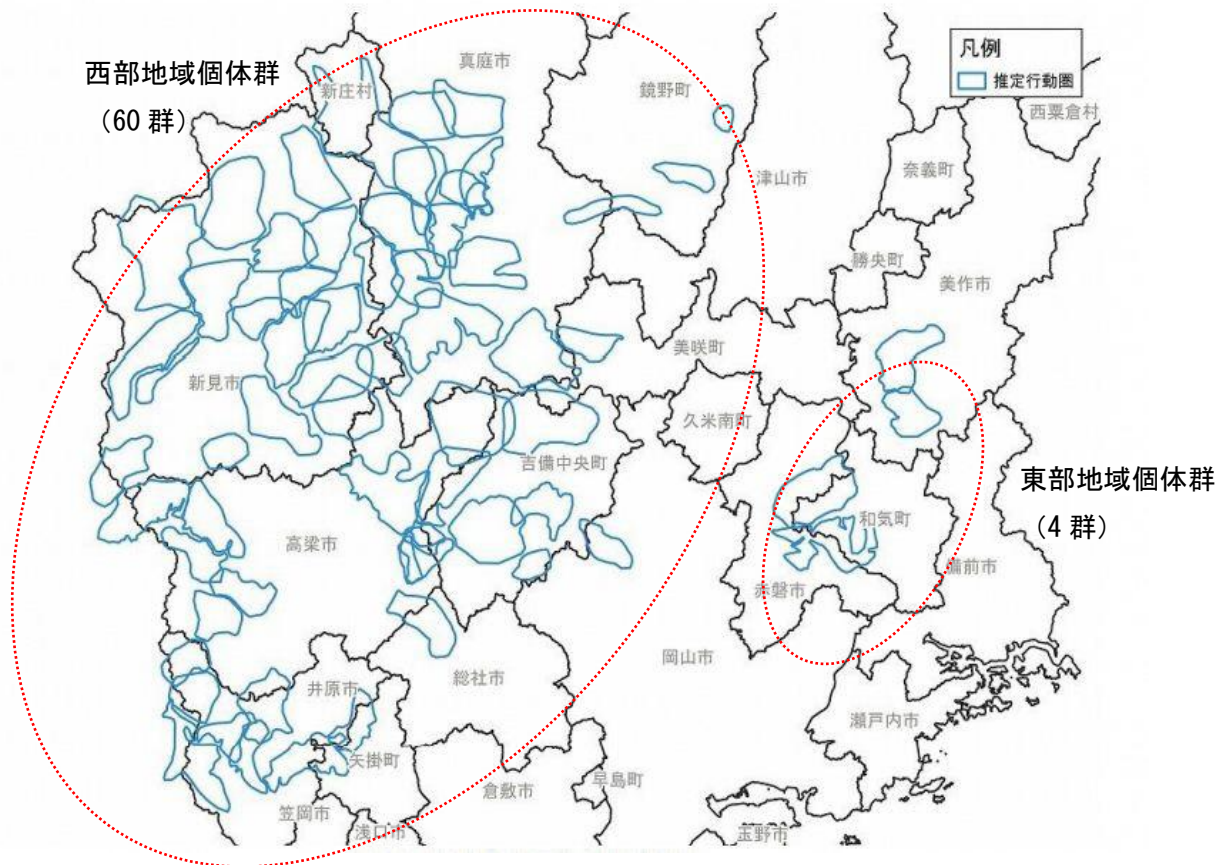 西部地域個体群
（60 群）
新庄村
真庭市
鏡野町
凡例
推定行動圏
西粟倉村
奈義町
津山市
勝央町
美作市
美咲町
新見市
久米南町
吉備中央町
東部地域個体群
（4 群）
和気町
高梁市
備前市
赤磐市
岡山市
総社市
井原市
瀬戸内市
矢掛町
早島町
倉敷市
笠岡市
浅口市
玉野市